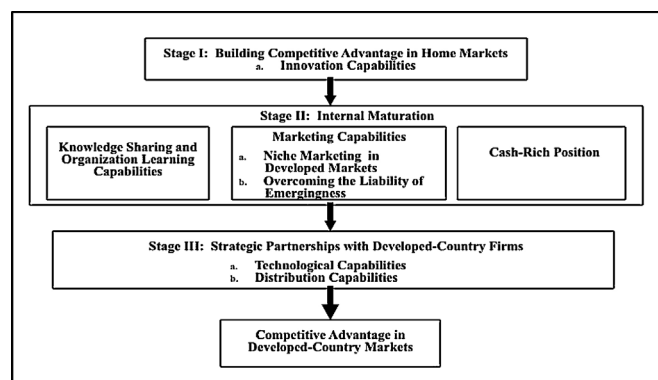 Stage I: Building Competitive Advantage in Home Markets
a. Innovation Capabilities
Stage II: Internal Maturation
Knowledge Sharing and
Organization Learning
Capabilities
Marketing Capabilities
a. Niche Marketing in
Developed Markets
b. Overcoming the Liability of
Emergingness
Cash-Rich Position
Stage III: Strategic Partnerships with Developed-Country Firms
a. Technological Capabilities
b. Distribution Capabilities
Competitive Advantage in
Developed-Country Markets